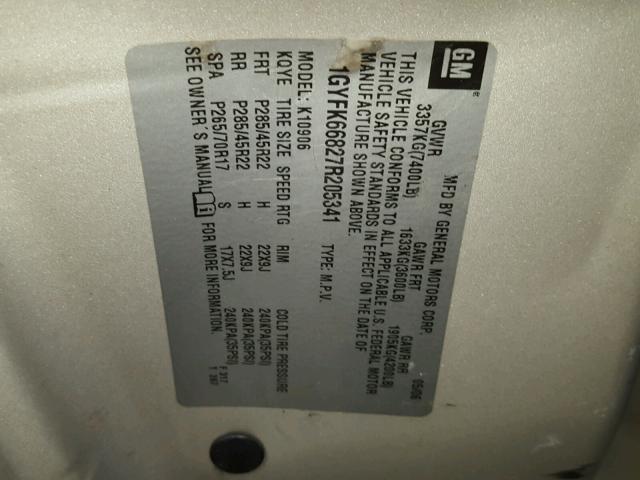 GM
MFD BY GENERAL MOTORS CORP. 05/06
GVWR GAWR FRT GAWR RR
3357KG(7400LB) 1633KG(3600LB) 1905KG(4200LB)
THIS VEHICLE CONFORMS TO ALL APPLICABLE U.S. FEDERAL MOTOR
VEHICLE SAFETY STANDARDS IN EFFECT ON THE DATE OF
MANUFACTURE SHOWN ABOVE.
1GYFK66827R205341 TYPE: M.P.V.
MODEL: K10906
KQYE TIRE SIZE SPEED RTG RIM COLD TIRE PRESSURE
FRT P285/45R22 H 22X9J 240KPA(35PSI)
RR P285/45R22 H 22X9J 240KPA(35PSI)
SPA P265/70R17 S 17X7.5J 240KPA(35PSI)
SEE OWNER'S MANUAL FOR MORE INFORMATION.